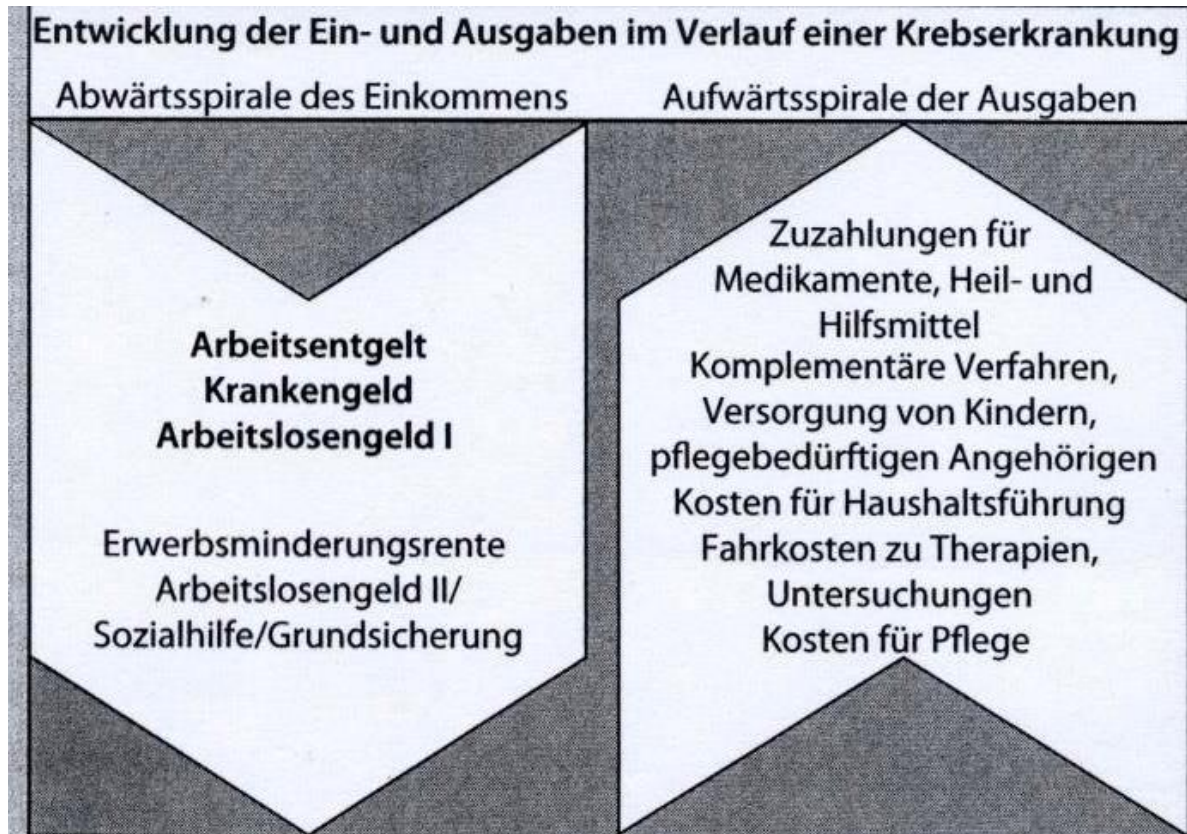 Entwicklung der Ein- und Ausgaben im Verlauf einer Krebserkrankung
Abwärtsspirale des Einkommens
Arbeitsentgelt
Krankengeld
Arbeitslosengeld I
Erwerbsminderungsrente
Arbeitslosengeld II/
Sozialhilfe/Grundsicherung
Aufwärtsspirale der Ausgaben
Zuzahlungen für
Medikamente, Heil- und
Hilfsmittel
Komplementäre Verfahren,
Versorgung von Kindern,
pflegebedürftigen Angehörigen
Kosten für Haushaltsführung
Fahrkosten zu Therapien,
Untersuchungen
Kosten für Pflege